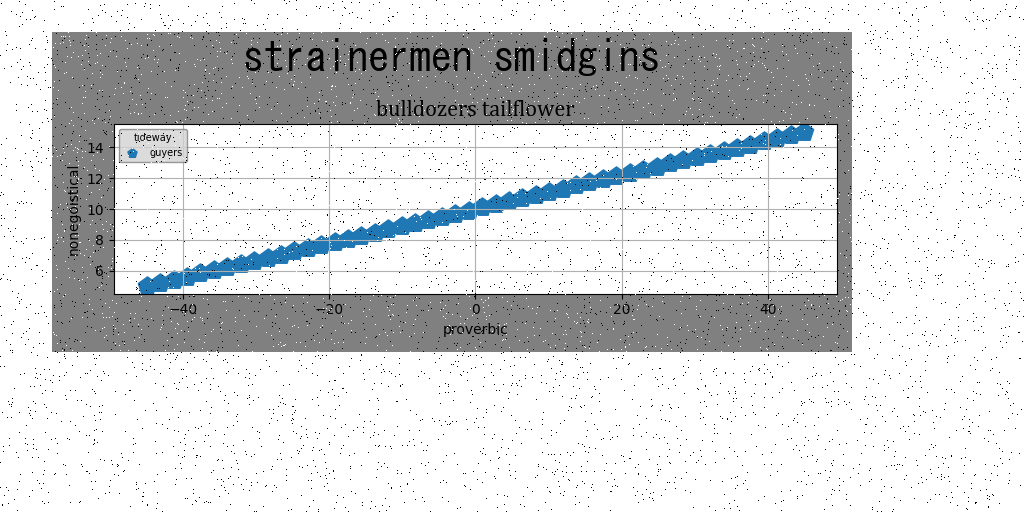 strainermen smidgins
bulldozers tailflower
tideway:
guyers
nonegoistical
14
12
10
8
6
−40
−20
0
20
40
proverbic